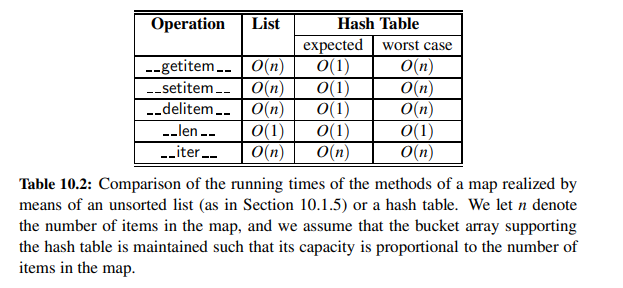 Operation List Hash Table
expected worst case
__getitem__ O(n) O(1) O(n)
__setitem__ O(n) O(1) O(n)
__delitem__ O(n) O(1) O(n)
__len__ O(1) O(1) O(1)
__iter__ O(n) O(n) O(n)
Table 10.2: Comparison of the running times of the methods of a map realized by
means of an unsorted list (as in Section 10.1.5) or a hash table. We let n denote
the number of items in the map, and we assume that the bucket array supporting
the hash table is maintained such that its capacity is proportional to the number of
items in the map.